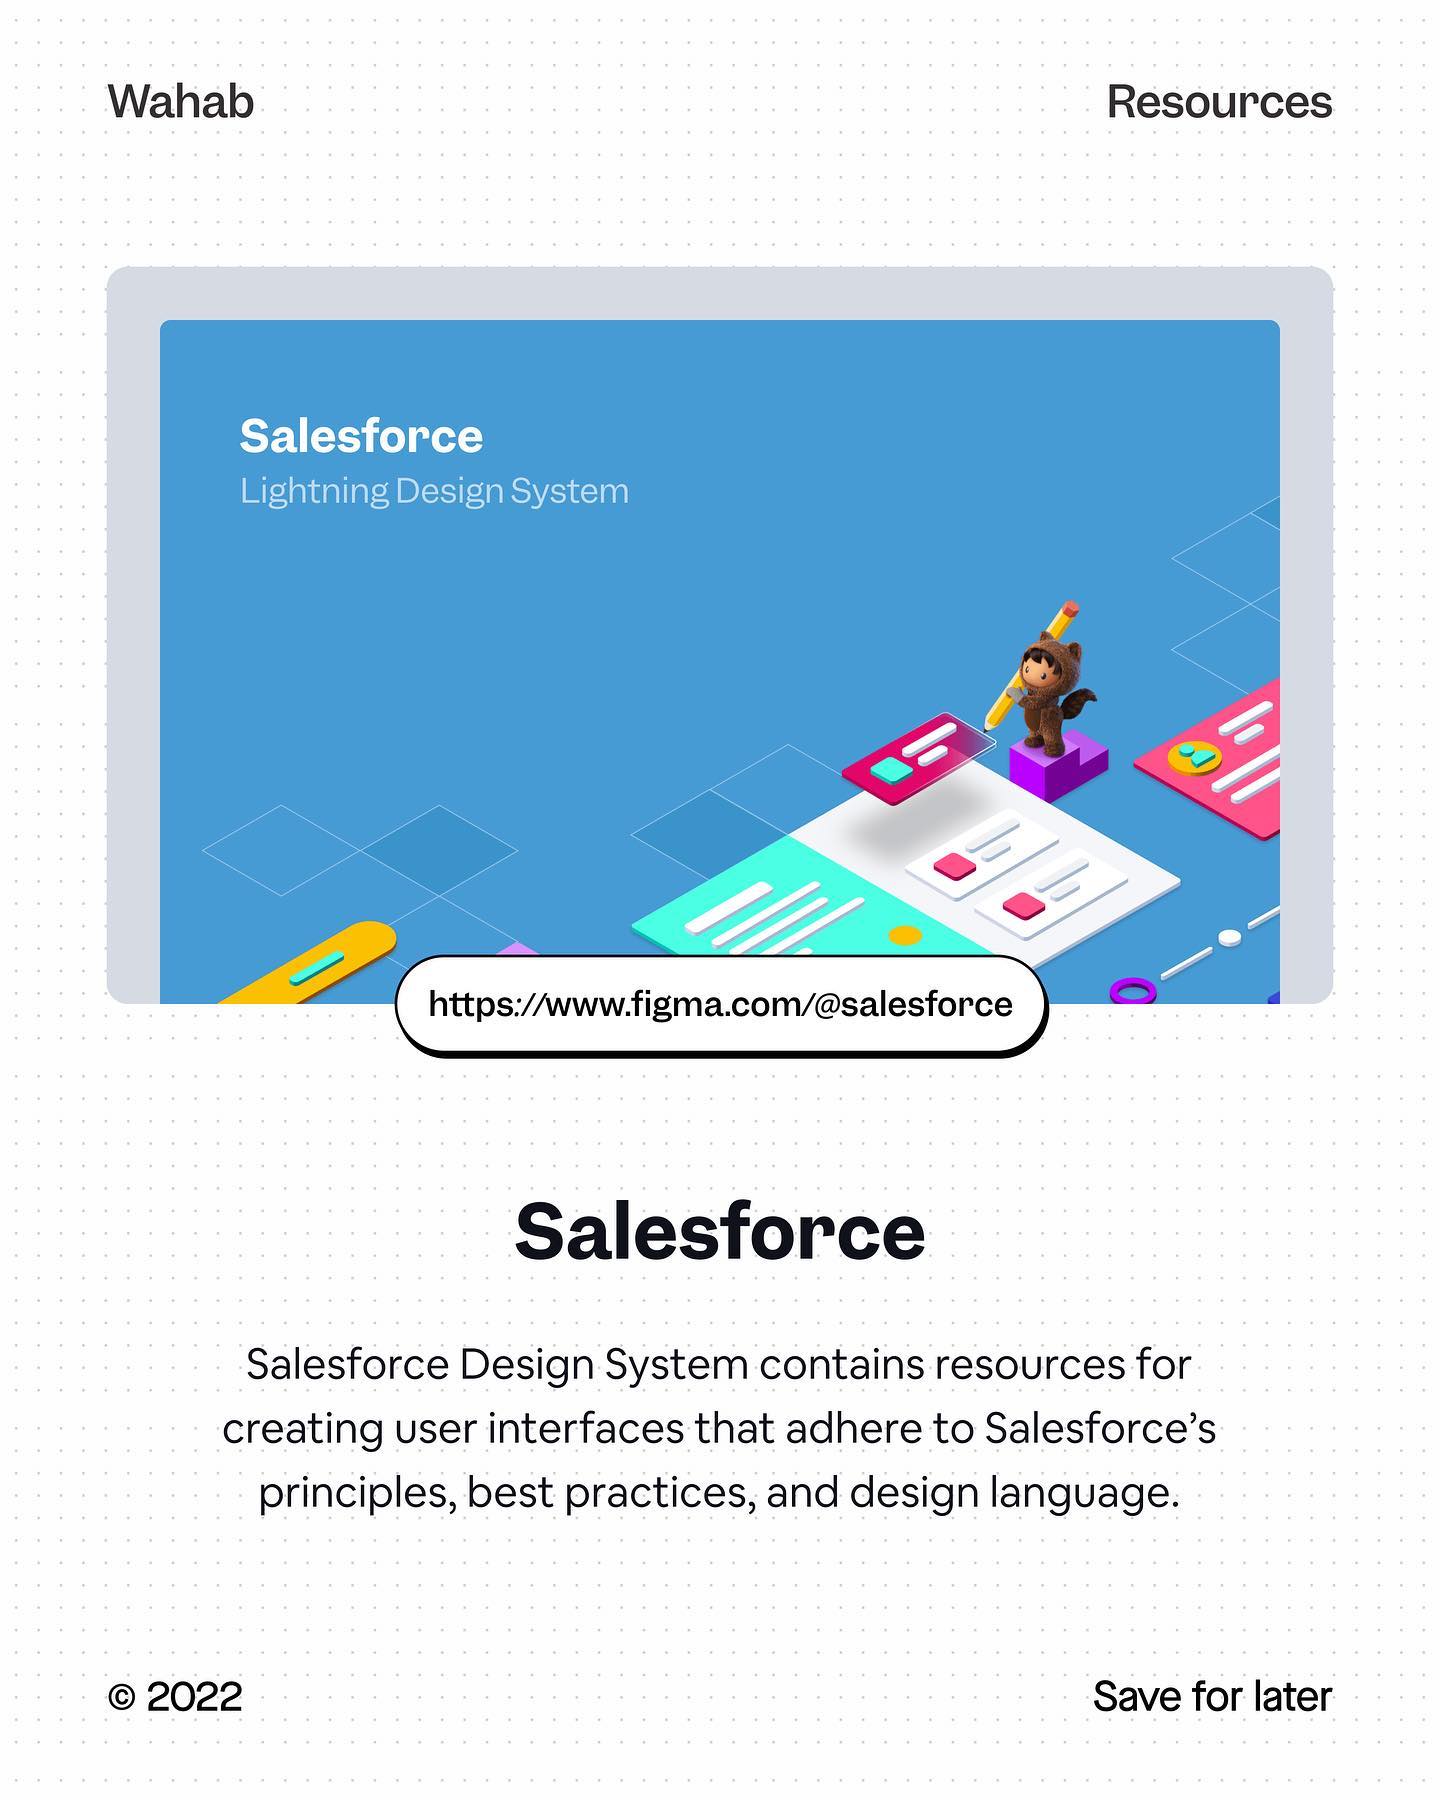 Wahab
Resources
Salesforce
Lightning Design System
https://www.figma.com/@salesforce
Salesforce
Salesforce Design System contains resources for
creating user interfaces that adhere to Salesforce’s
principles, best practices, and design language.
© 2022
Save for later